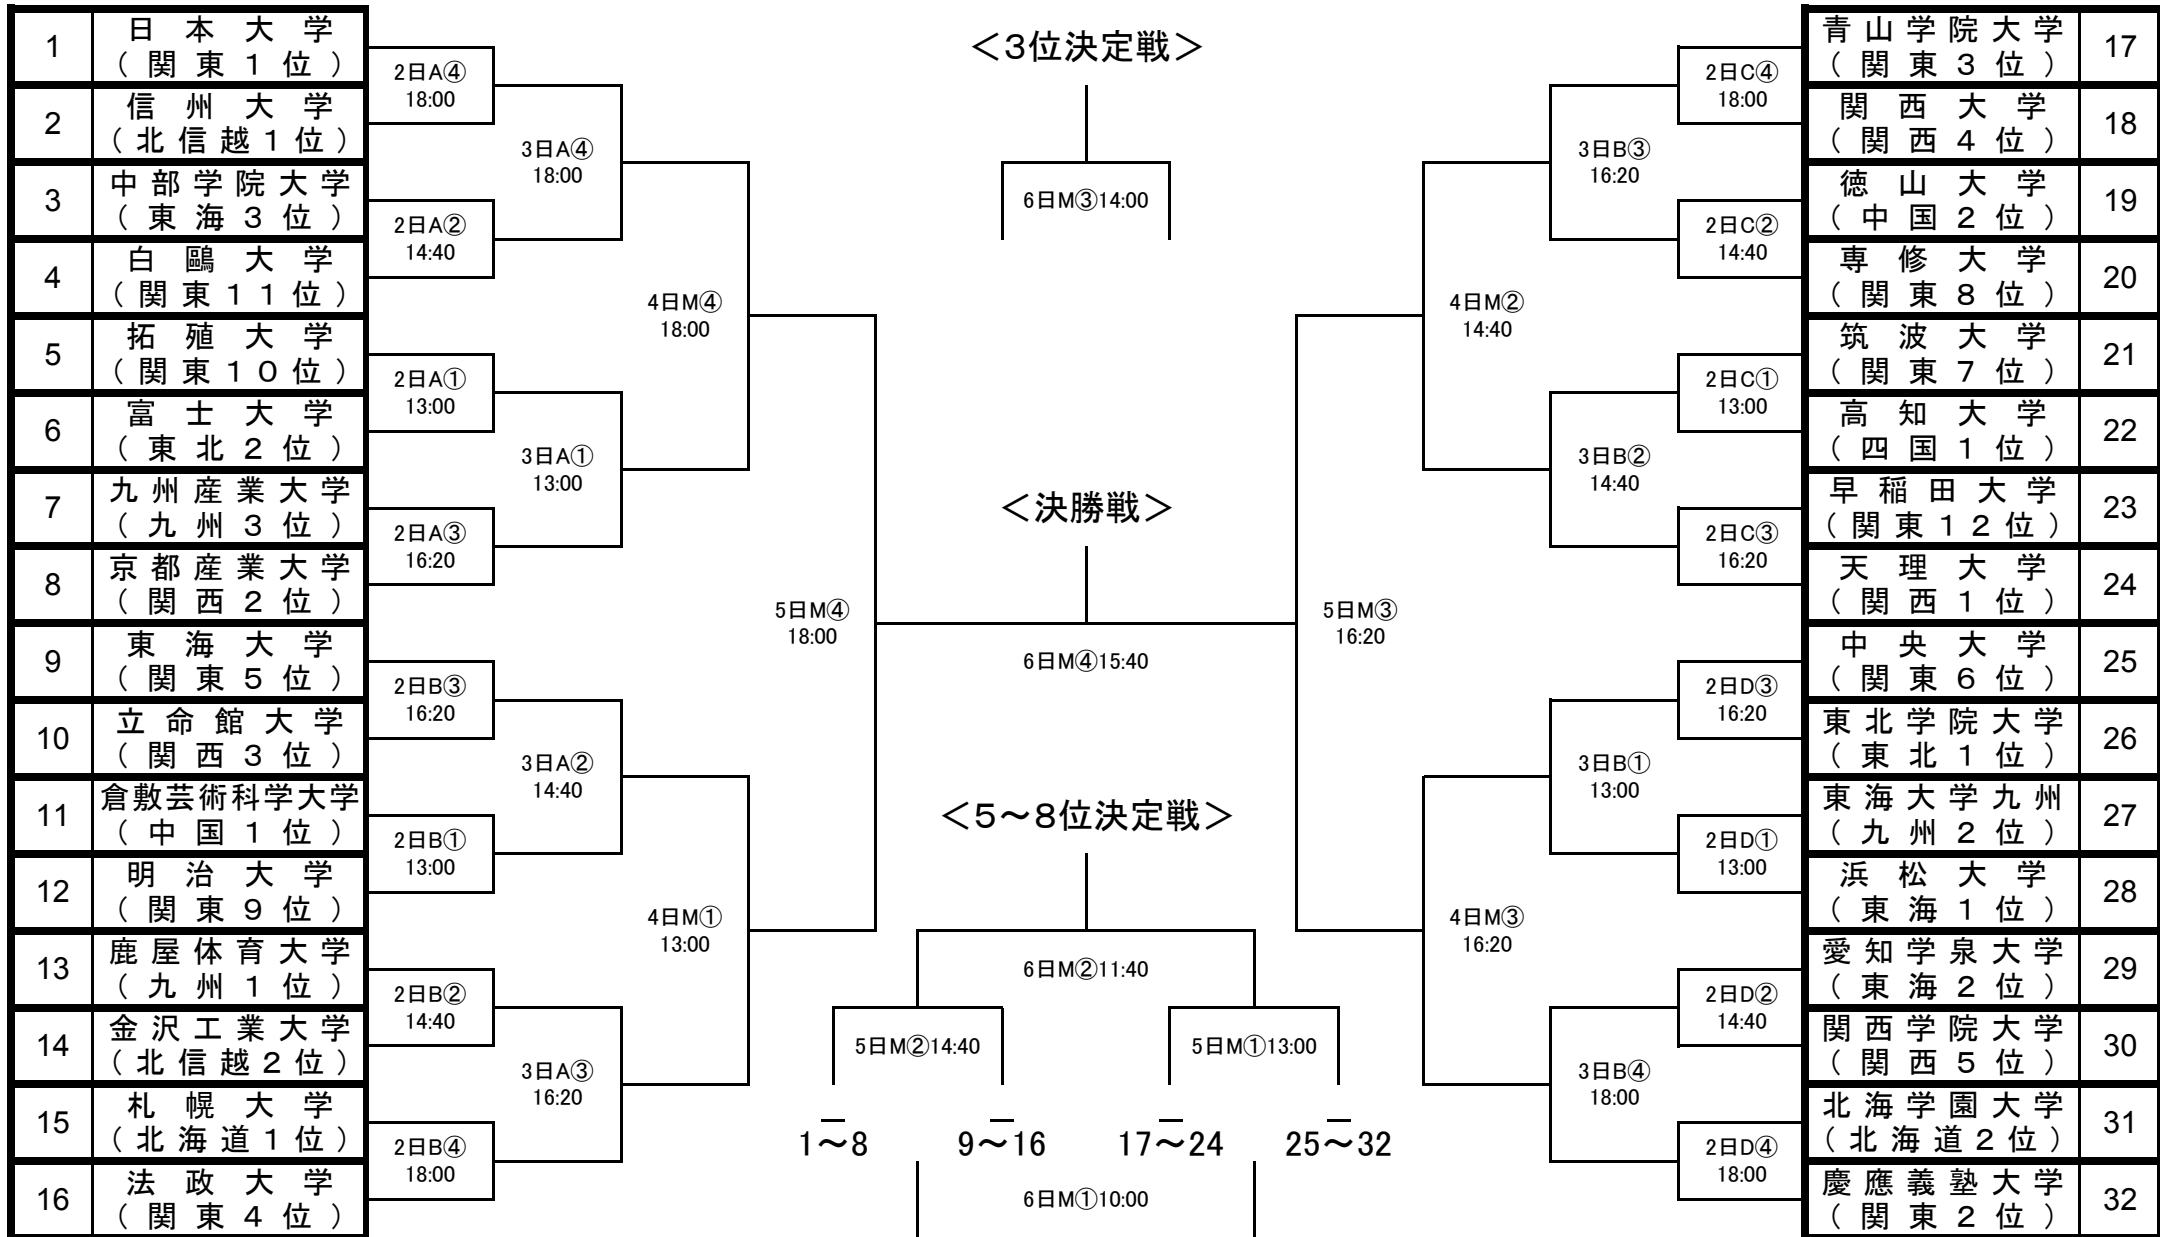 1
日本大学
（関東1位）
2
信州大学
（北信越1位）
3
中部学院大学
（東海3位）
4
白鷗大学
（関東11位）
5
拓殖大学
（関東10位）
6
富士大学
（東北2位）
7
九州産業大学
（九州3位）
8
京都産業大学
（関西2位）
9
東海大学
（関東5位）
10
立命館大学
（関西3位）
11
倉敷芸術科学大学
（中国1位）
12
明治大学
（関東9位）
13
鹿屋体育大学
（九州1位）
14
金沢工業大学
（北信越2位）
15
札幌大学
（北海道1位）
16
法政大学
（関東4位）
2日A④
18:00
2日A②
14:40
2日A①
13:00
2日A③
16:20
2日B③
16:20
2日B①
13:00
2日B②
14:40
2日B④
18:00
3日A④
18:00
3日A①
13:00
3日A②
14:40
3日A③
16:20
4日M④
18:00
4日M①
13:00
5日M④
18:00
＜3位決定戦＞
6日M③14:00
＜決勝戦＞
6日M④15:40
＜5～8位決定戦＞
6日M②11:40
5日M②14:40
5日M①13:00
1～8
9～16
17～24
25～32
6日M①10:00
5日M③
16:20
4日M②
14:40
4日M③
16:20
3日B③
16:20
3日B②
14:40
3日B①
13:00
3日B④
18:00
2日C④
18:00
2日C②
14:40
2日C①
13:00
2日C③
16:20
2日D③
16:20
2日D①
13:00
2日D②
14:40
2日D④
18:00
青山学院大学
（関東3位）
17
関西大学
（関西4位）
18
徳山大学
（中国2位）
19
専修大学
（関東8位）
20
筑波大学
（関東7位）
21
高知大学
（四国1位）
22
早稲田大学
（関東12位）
23
天理大学
（関西1位）
24
中央大学
（関東6位）
25
東北学院大学
（東北1位）
26
東海大学九州
（九州2位）
27
浜松大学
（東海1位）
28
愛知学泉大学
（東海2位）
29
関西学院大学
（関西5位）
30
北海学園大学
（北海道2位）
31
慶應義塾大学
（関東2位）
32